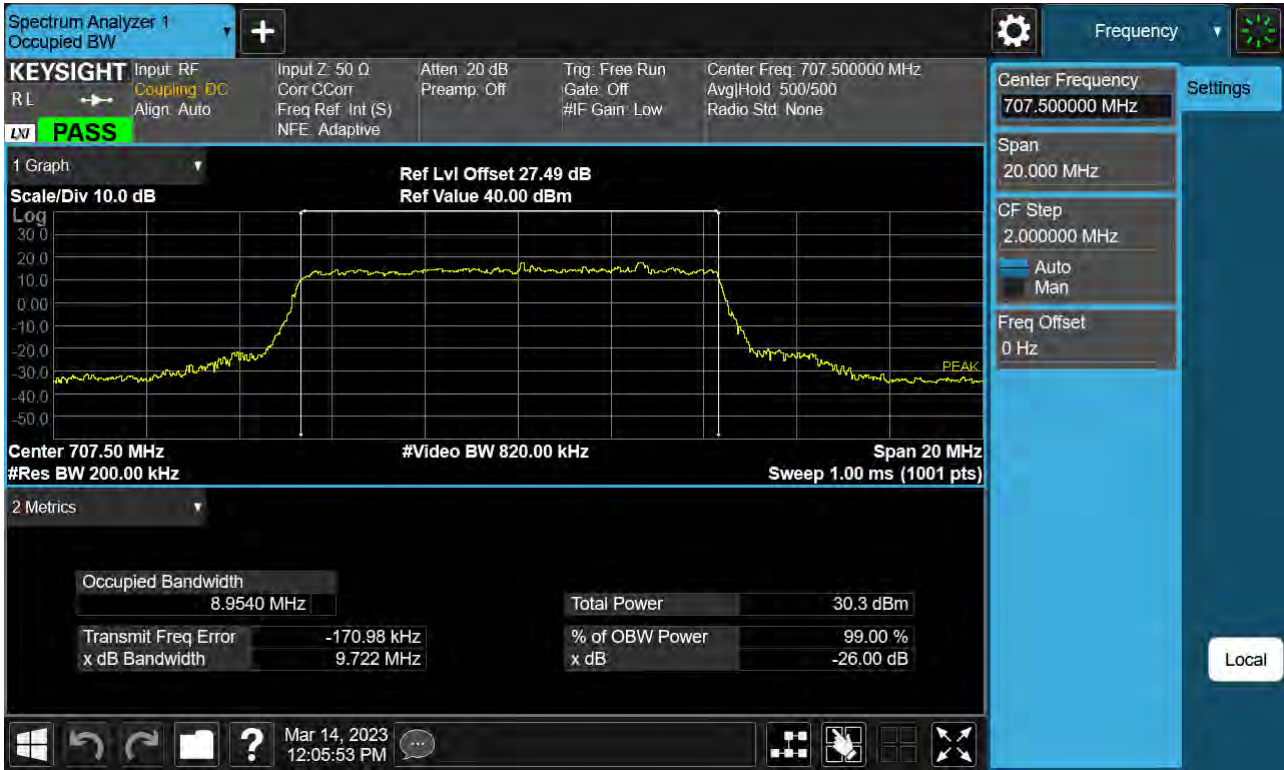 Spectrum Analyzer 1
Occupied BW
Frequency
KEYSIGHT
RL
LXI PASS
Input: RF
Coupling: DC
Align: Auto
Input Z: 50 Ω
Corr CCorr
Freq Ref: Int (S)
NFE: Adaptive
Atten: 20 dB
Preamp: Off
Trig: Free Run
Gate: Off
#IF Gain: Low
Center Freq: 707.500000 MHz
Avg|Hold: 500/500
Radio Std: None
Center Frequency
707.500000 MHz
Settings
Span
20.000 MHz
CF Step
2.000000 MHz
Auto
Man
Freq Offset
0 Hz
Local
1 Graph
Scale/Div 10.0 dB
Ref Lvl Offset 27.49 dB
Ref Value 40.00 dBm
Log
30.0
20.0
10.0
0.00
-10.0
-20.0
-30.0
-40.0
-50.0
PEAK
Center 707.50 MHz
#Video BW 820.00 kHz
Span 20 MHz
#Res BW 200.00 kHz
Sweep 1.00 ms (1001 pts)
2 Metrics
Occupied Bandwidth
8.9540 MHz
Total Power 30.3 dBm
Transmit Freq Error -170.98 kHz
% of OBW Power 99.00 %
x dB Bandwidth 9.722 MHz
x dB -26.00 dB
Mar 14, 2023
12:05:53 PM